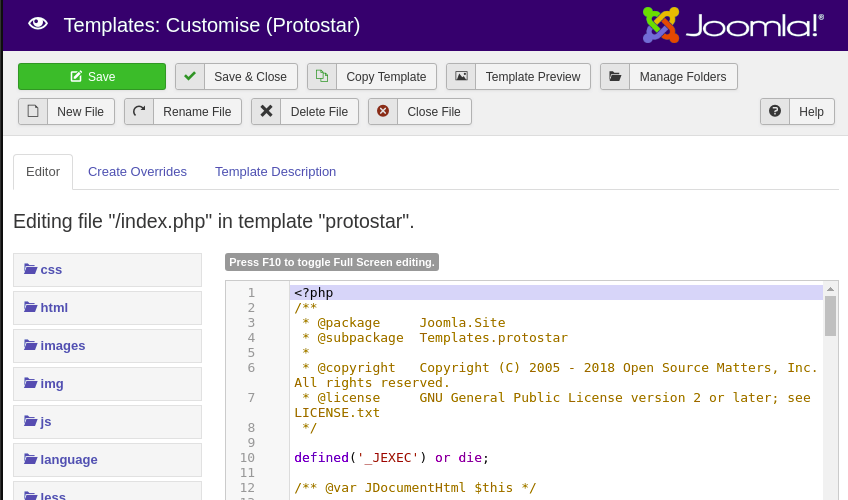 Templates: Customise (Protostar)
Joomla!®
Save
Save & Close
Copy Template
Template Preview
Manage Folders
New File
Rename File
Delete File
Close File
Help
Editor
Create Overrides
Template Description
Editing file "/index.php" in template "protostar".
css
html
images
img
js
language
less
Press F10 to toggle Full Screen editing.
1 <?php
2 /**
3  * @package     Joomla.Site
4  * @subpackage  Templates.protostar
5  *
6  * @copyright   Copyright (C) 2005 - 2018 Open Source Matters, Inc.
All rights reserved.
7  * @license     GNU General Public License version 2 or later; see
LICENSE.txt
8  */
9
10 defined('_JEXEC') or die;
11
12 /** @var JDocumentHtml $this */